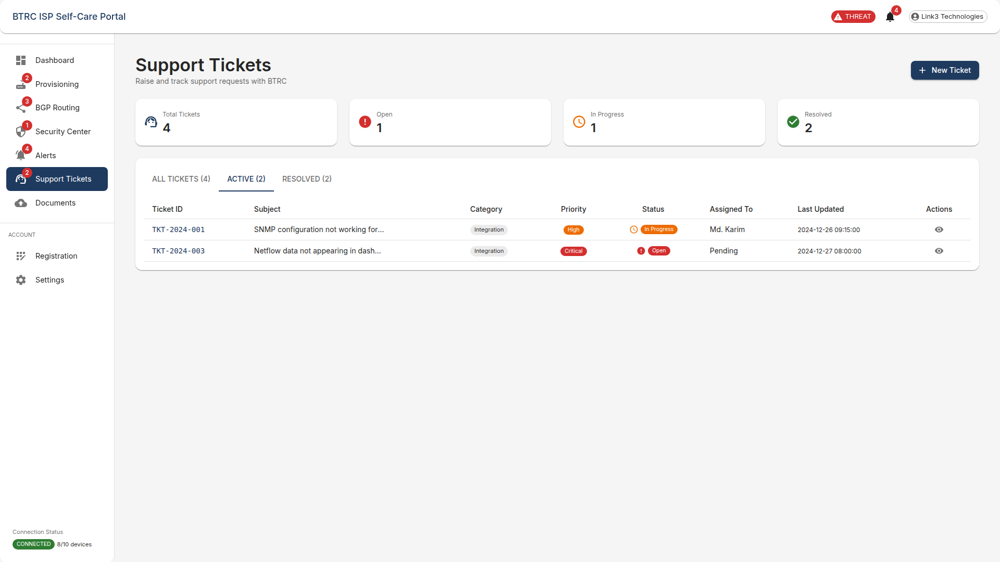 BTRC ISP Self-Care Portal
THREAT
4
Link3 Technologies
Dashboard
2
Provisioning
3
BGP Routing
1
Security Center
4
Alerts
2
Support Tickets
Documents
ACCOUNT
Registration
Settings
Connection Status
CONNECTED 8/10 devices
Support Tickets
Raise and track support requests with BTRC
New Ticket
Total Tickets
4
Open
1
In Progress
1
Resolved
2
ALL TICKETS (4) ACTIVE (2) RESOLVED (2)
Ticket ID Subject Category Priority Status Assigned To Last Updated Actions
TKT-2024-001 SNMP configuration not working for... Integration High In Progress Md. Karim 2024-12-26 09:15:00
TKT-2024-003 Netflow data not appearing in dash... Integration Critical Open Pending 2024-12-27 08:00:00